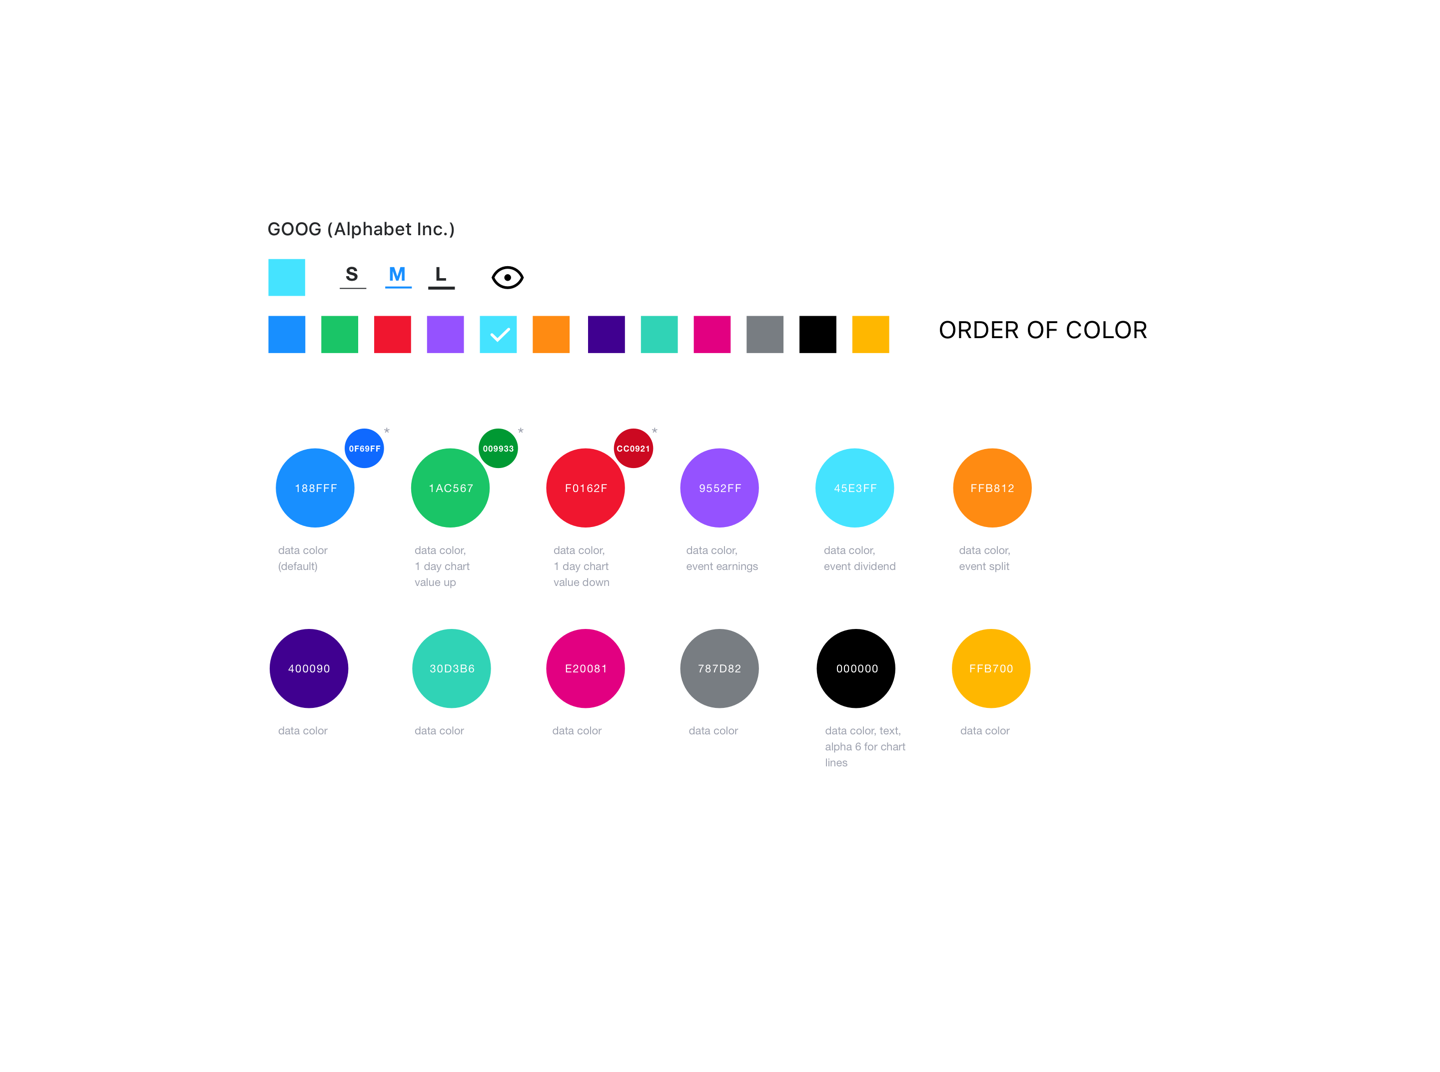 GOOG (Alphabet Inc.)
S M L
ORDER OF COLOR
0F69FF * 009933 * CC0921 *
188FFF 1AC567 F0162F 9552FF 45E3FF FFB812
data color data color, data color, data color, data color, data color,
(default) 1 day chart 1 day chart event earnings event dividend event split
value up value down
400090 30D3B6 E20081 787D82 000000 FFB700
data color data color data color data color data color, text, data color
alpha 6 for chart
lines